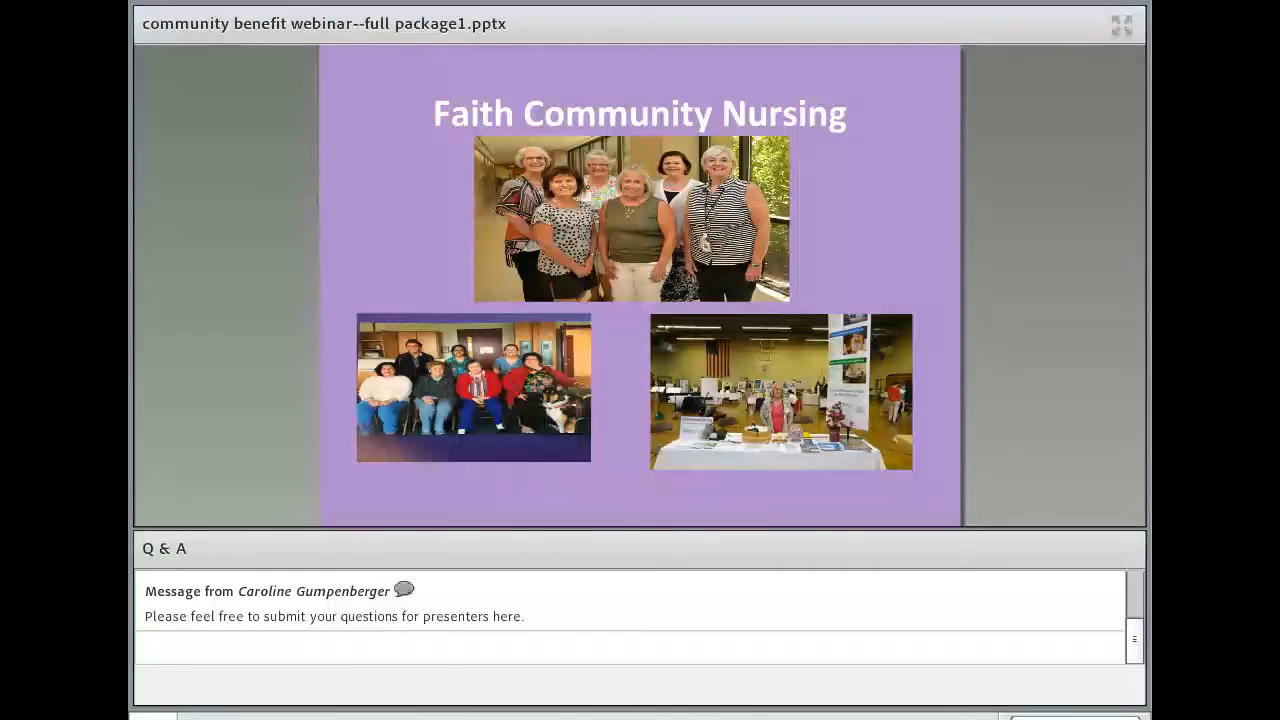 community benefit webinar--full package1.pptx
Faith Community Nursing
Q & A
Message from Caroline Gumpenberger
Please feel free to submit your questions for presenters here.